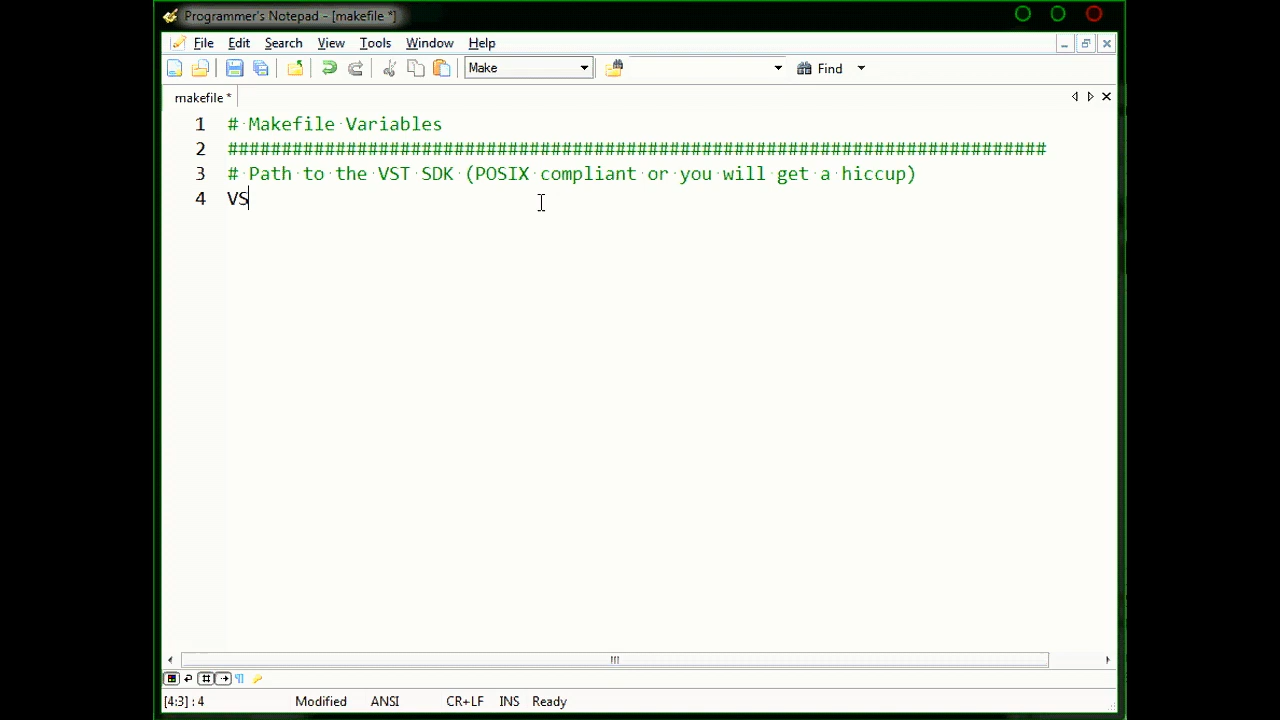 Programmer's Notepad - [makefile *]
File Edit Search View Tools Window Help
Make Find
makefile *
1 # Makefile Variables
2 ############################################################################
3 # Path to the VST SDK (POSIX compliant or you will get a hiccup)
4 VS
[4:3] : 4 Modified ANSI CR+LF INS Ready